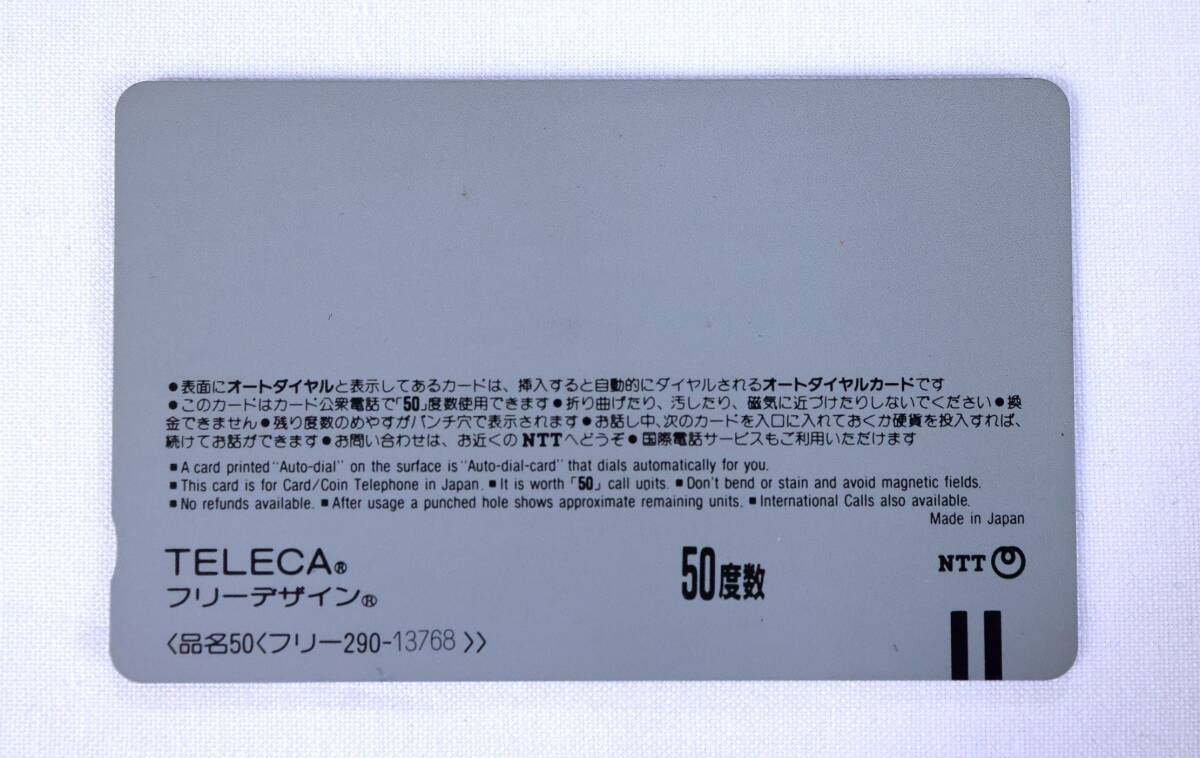 ●表面にオートダイヤルと表示してあるカードは、挿入すると自動的にダイヤルされるオートダイヤルカードです
●このカードはカード公衆電話で「50」度数使用できます●折り曲げたり、汚したり、磁気に近づけたりしないでください●換
金できません●残り度数のめやすがパンチ穴で表示されます●お話し中、次のカードを入口に入れておくか硬貨を投入すれば、
続けてお話ができます●お問い合わせは、お近くのNTTへどうぞ●国際電話サービスもご利用いただけます
■A card printed "Auto-dial" on the surface is "Auto-dial-card" that dials automatically for you.
■This card is for Card/Coin Telephone in Japan. ■It is worth「50」call units. ■Don't bend or stain and avoid magnetic fields.
■No refunds available. ■After usage a punched hole shows approximate remaining units. ■International Calls also available.
Made in Japan
TELECA®
フリーデザイン®
50度数
NTT
〈品名50〈フリー290-13768〉〉